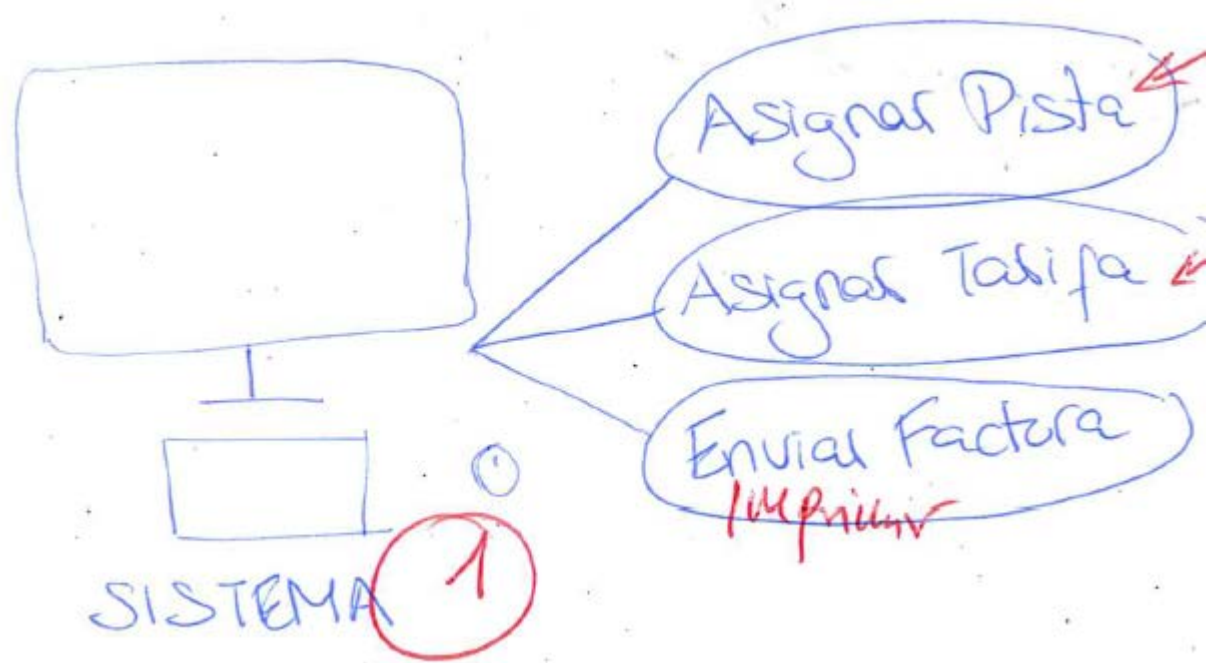 Asignar Pista
Asignar Tarifa
Enviar Factura
Imprimir
SISTEMA
1